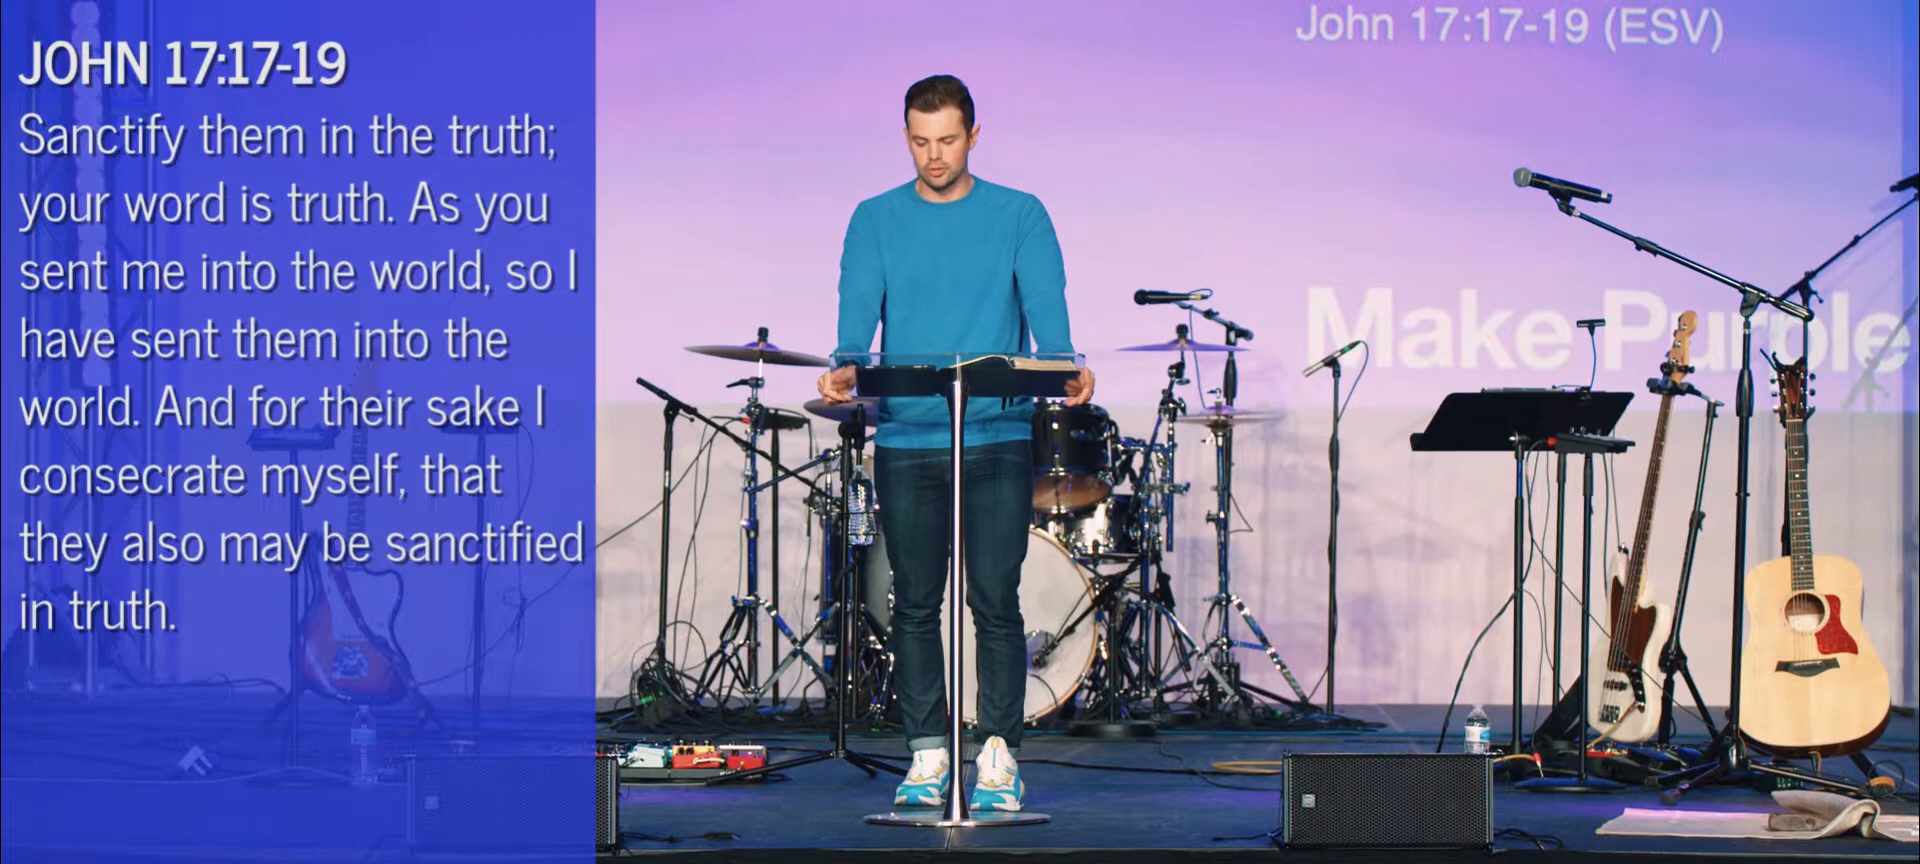 JOHN 17:17-19
Sanctify them in the truth;
your word is truth. As you
sent me into the world, so I
have sent them into the
world. And for their sake I
consecrate myself, that
they also may be sanctified
in truth.
John 17:17-19 (ESV)
Make Purple